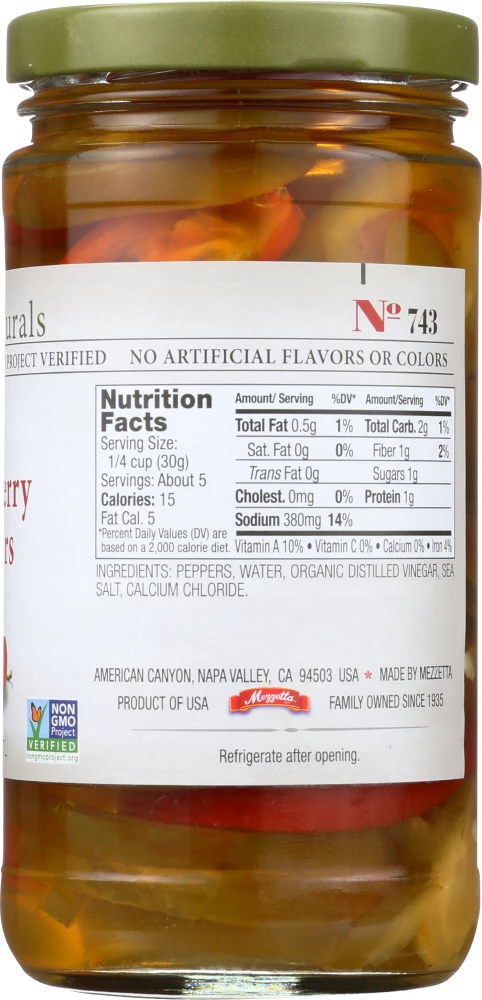 urals
Nº 743
PROJECT VERIFIED NO ARTIFICIAL FLAVORS OR COLORS
Nutrition
Facts
Serving Size:
1/4 cup (30g)
Servings: About 5
Calories: 15
Fat Cal. 5
*Percent Daily Values (DV) are
based on a 2,000 calorie diet.
Amount/ Serving %DV* Amount/Serving %DV*
Total Fat 0.5g 1% Total Carb. 2g 1%
Sat. Fat 0g 0% Fiber 1g 2%
Trans Fat 0g Sugars 1g
Cholest. 0mg 0% Protein 1g
Sodium 380mg 14%
Vitamin A 10% • Vitamin C 0% • Calcium 0% • Iron 4%
erry
rs
INGREDIENTS: PEPPERS, WATER, ORGANIC DISTILLED VINEGAR, SEA
SALT, CALCIUM CHLORIDE.
AMERICAN CANYON, NAPA VALLEY, CA 94503 USA * MADE BY MEZZETTA
PRODUCT OF USA Mezzetta FAMILY OWNED SINCE 1935
NON
GMO
Project
VERIFIED
nongmoproject.org
Refrigerate after opening.